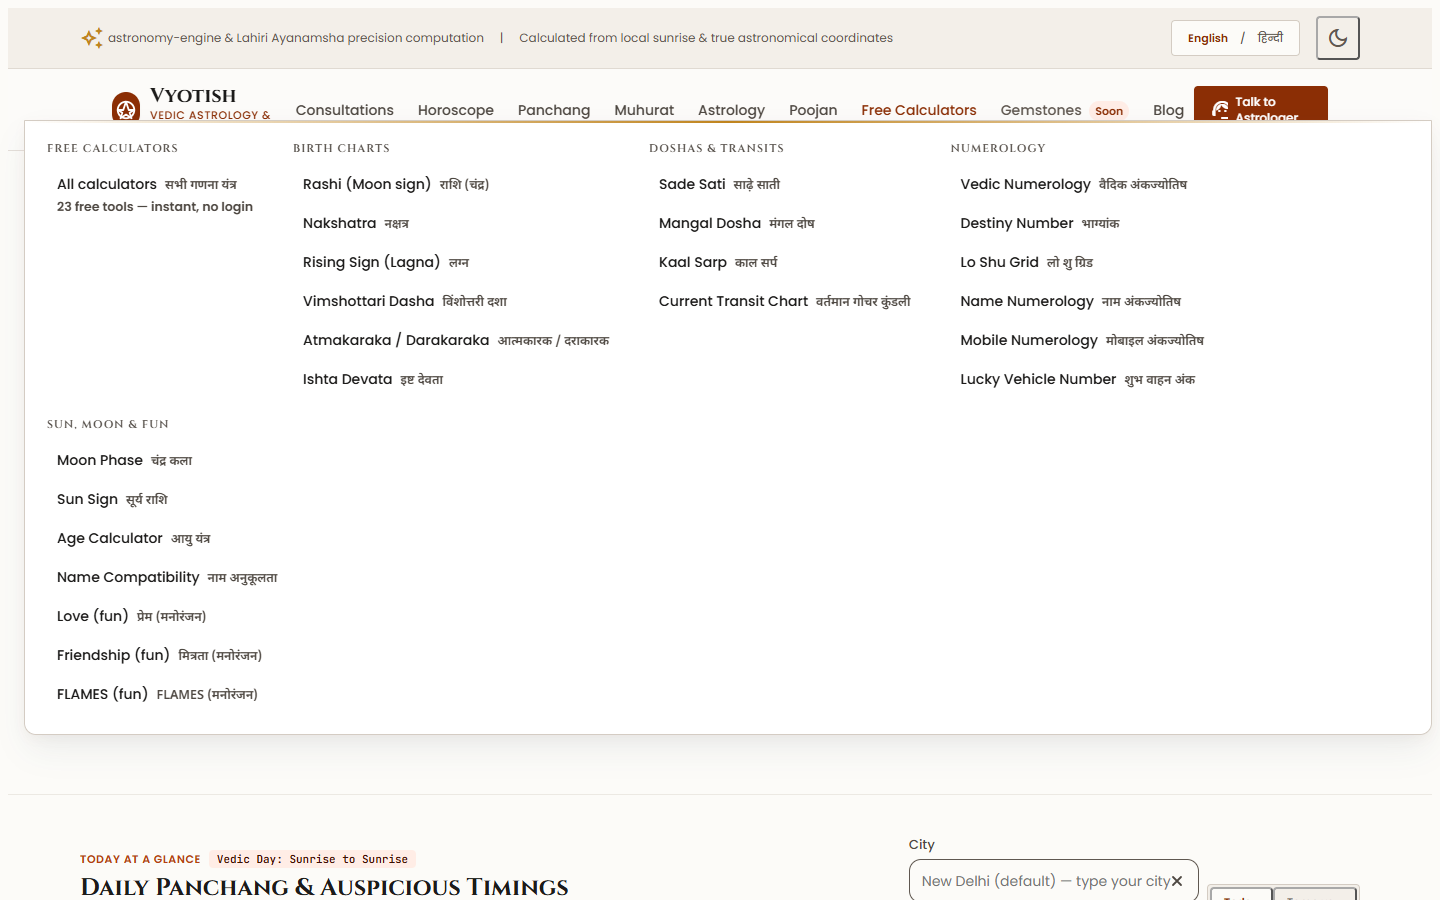 astronomy-engine & Lahiri Ayanamsha precision computation | Calculated from local sunrise & true astronomical coordinates
English / हिन्दी
VYOTISH
VEDIC ASTROLOGY &
Consultations
Horoscope
Panchang
Muhurat
Astrology
Poojan
Free Calculators
Gemstones Soon
Blog
Talk to
Astrologer
FREE CALCULATORS
All calculators सभी गणना यंत्र
23 free tools — instant, no login
BIRTH CHARTS
Rashi (Moon sign) राशि (चंद्र)
Nakshatra नक्षत्र
Rising Sign (Lagna) लग्न
Vimshottari Dasha विंशोत्तरी दशा
Atmakaraka / Darakaraka आत्मकारक / दाराकारक
Ishta Devata इष्ट देवता
DOSHAS & TRANSITS
Sade Sati साढ़े साती
Mangal Dosha मंगल दोष
Kaal Sarp काल सर्प
Current Transit Chart वर्तमान गोचर कुंडली
NUMEROLOGY
Vedic Numerology वैदिक अंकज्योतिष
Destiny Number भाग्यांक
Lo Shu Grid लो शु ग्रिड
Name Numerology नाम अंकज्योतिष
Mobile Numerology मोबाइल अंकज्योतिष
Lucky Vehicle Number शुभ वाहन अंक
SUN, MOON & FUN
Moon Phase चंद्र कला
Sun Sign सूर्य राशि
Age Calculator आयु यंत्र
Name Compatibility नाम अनुकूलता
Love (fun) प्रेम (मनोरंजन)
Friendship (fun) मित्रता (मनोरंजन)
FLAMES (fun) FLAMES (मनोरंजन)
TODAY AT A GLANCE Vedic Day: Sunrise to Sunrise
DAILY PANCHANG & AUSPICIOUS TIMINGS
City
New Delhi (default) — type your city